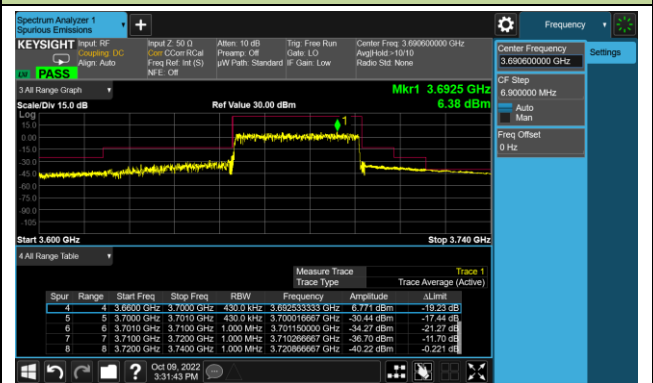 Spectrum Analyzer 1
Spurious Emissions
Frequency
KEYSIGHT
Input: RF
Coupling: DC
Align: Auto
Input Z: 50 Ω
Corr CCorr RCal
Freq Ref: Int (S)
NFE: Off
Atten: 10 dB
Preamp: Off
µW Path: Standard
Trig: Free Run
Gate: LO
IF Gain: Low
Center Freq: 3.690600000 GHz
Avg|Hold:>10/10
Radio Std: None
LXI
PASS
Center Frequency
3.690600000 GHz
Settings
CF Step
6.900000 MHz
Auto
Man
Freq Offset
0 Hz
3 All Range Graph
Mkr1 3.6925 GHz
Scale/Div 15.0 dB
Ref Value 30.00 dBm
6.38 dBm
Log
15.0
0.00
-15.0
-30.0
-45.0
-60.0
-75.0
-90.0
-105
1
Start 3.600 GHz
Stop 3.740 GHz
4 All Range Table
Measure Trace Trace 1
Trace Type Trace Average (Active)
Spur Range Start Freq Stop Freq RBW Frequency Amplitude ΔLimit
4 4 3.6600 GHz 3.7000 GHz 430.0 kHz 3.692533333 GHz 6.771 dBm -19.23 dB
5 5 3.7000 GHz 3.7010 GHz 430.0 kHz 3.700016667 GHz -30.44 dBm -17.44 dB
6 6 3.7010 GHz 3.7100 GHz 1.000 MHz 3.701150000 GHz -34.27 dBm -21.27 dB
7 7 3.7100 GHz 3.7200 GHz 1.000 MHz 3.710266667 GHz -36.70 dBm -11.70 dB
8 8 3.7200 GHz 3.7400 GHz 1.000 MHz 3.720866667 GHz -40.22 dBm -0.221 dB
?
Oct 09, 2022
3:31:43 PM